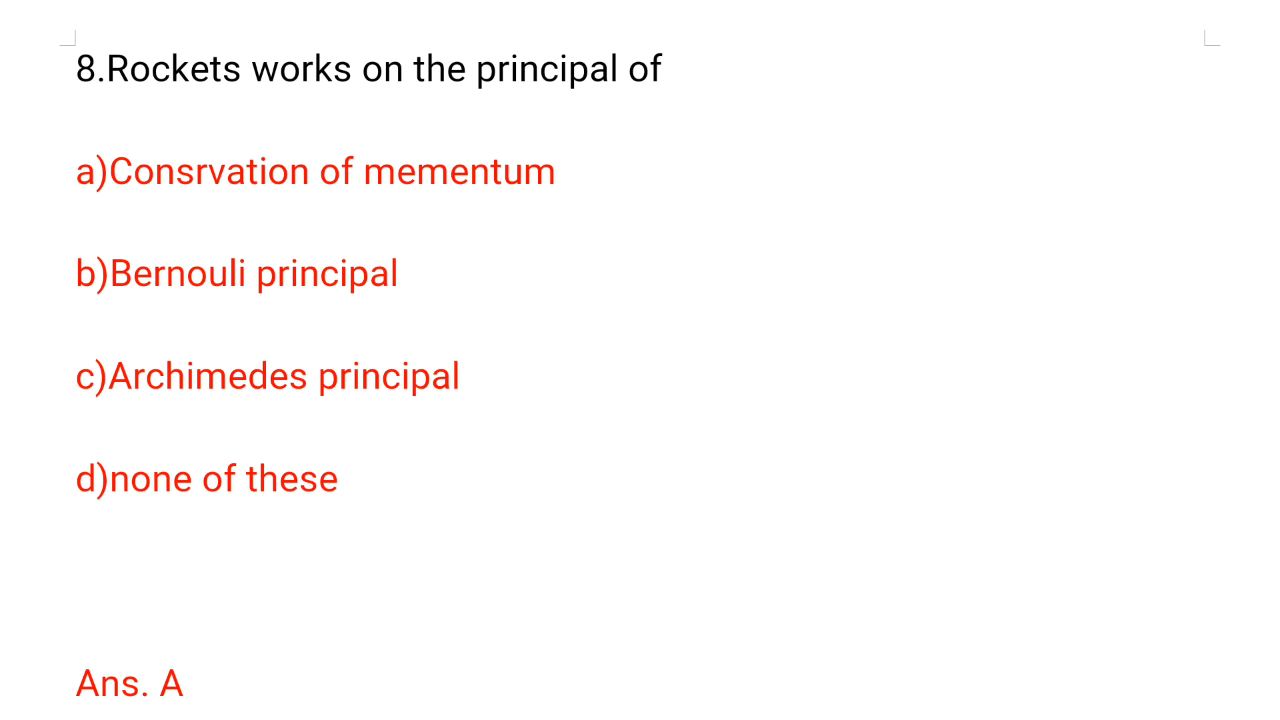 8.Rockets works on the principal of
a)Consrvation of mementum
b)Bernouli principal
c)Archimedes principal
d)none of these
Ans. A